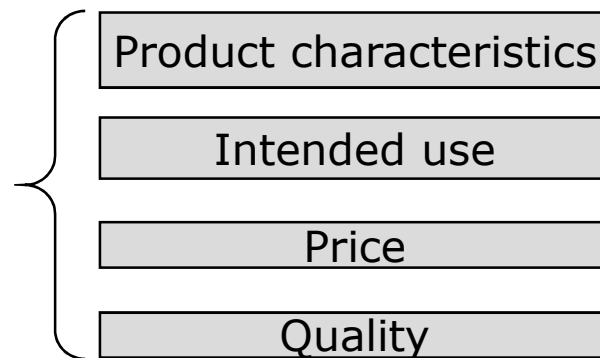 Product characteristics
Intended use
Price
Quality